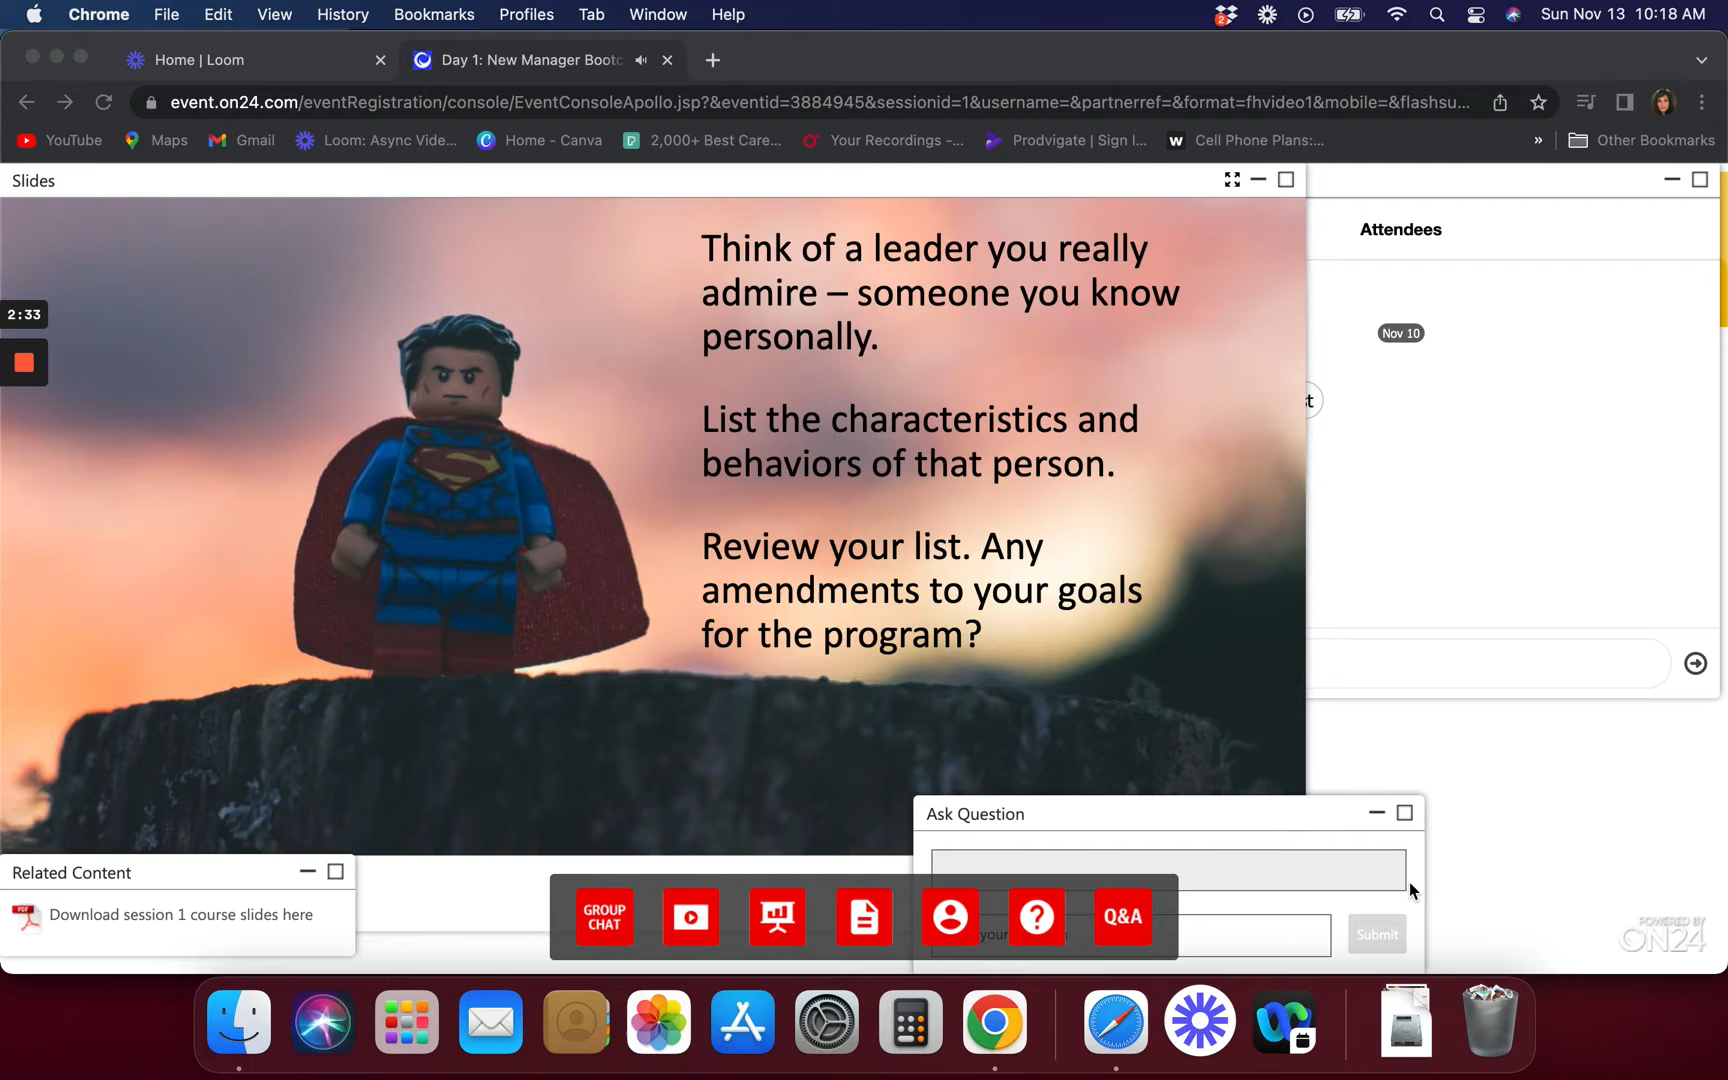 Chrome File Edit View History Bookmarks Profiles Tab Window Help
2
Sun Nov 13 10:18 AM
Home | Loom
Day 1: New Manager Bootc
event.on24.com/eventRegistration/console/EventConsoleApollo.jsp?&eventid=3884945&sessionid=1&username=&partnerref=&format=fhvideo1&mobile=&flashsu...
YouTube Maps Gmail Loom: Async Vide... Home - Canva 2,000+ Best Care... Your Recordings -... Prodvigate | Sign I... Cell Phone Plans:... » Other Bookmarks
Slides
Attendees
Think of a leader you really
admire – someone you know
personally.
List the characteristics and
behaviors of that person.
Review your list. Any
amendments to your goals
for the program?
2:33
Nov 10
st
Ask Question
your
Submit
Related Content
PDF
Download session 1 course slides here
GROUP
CHAT
Q&A
POWERED BY
ON24